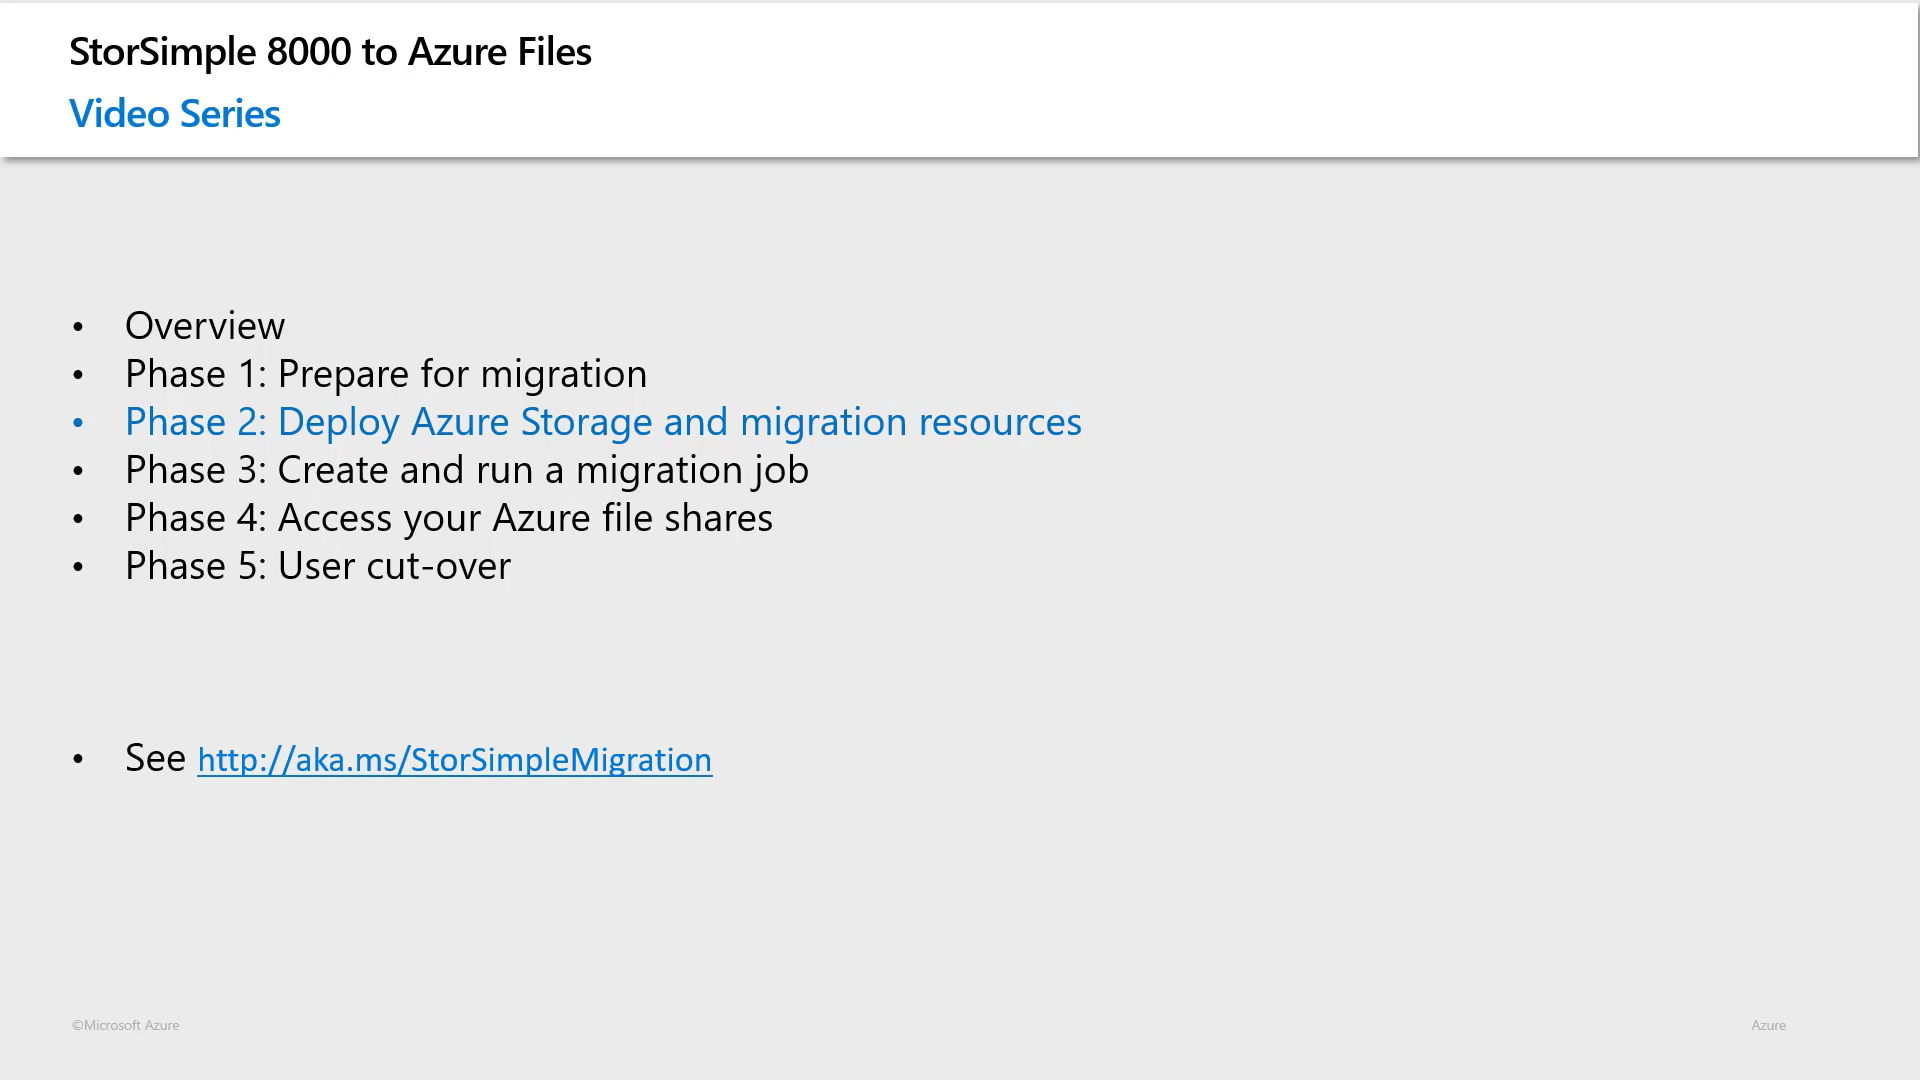 StorSimple 8000 to Azure Files
Video Series
• Overview
• Phase 1: Prepare for migration
• Phase 2: Deploy Azure Storage and migration resources
• Phase 3: Create and run a migration job
• Phase 4: Access your Azure file shares
• Phase 5: User cut-over
• See http://aka.ms/StorSimpleMigration
©Microsoft Azure
Azure